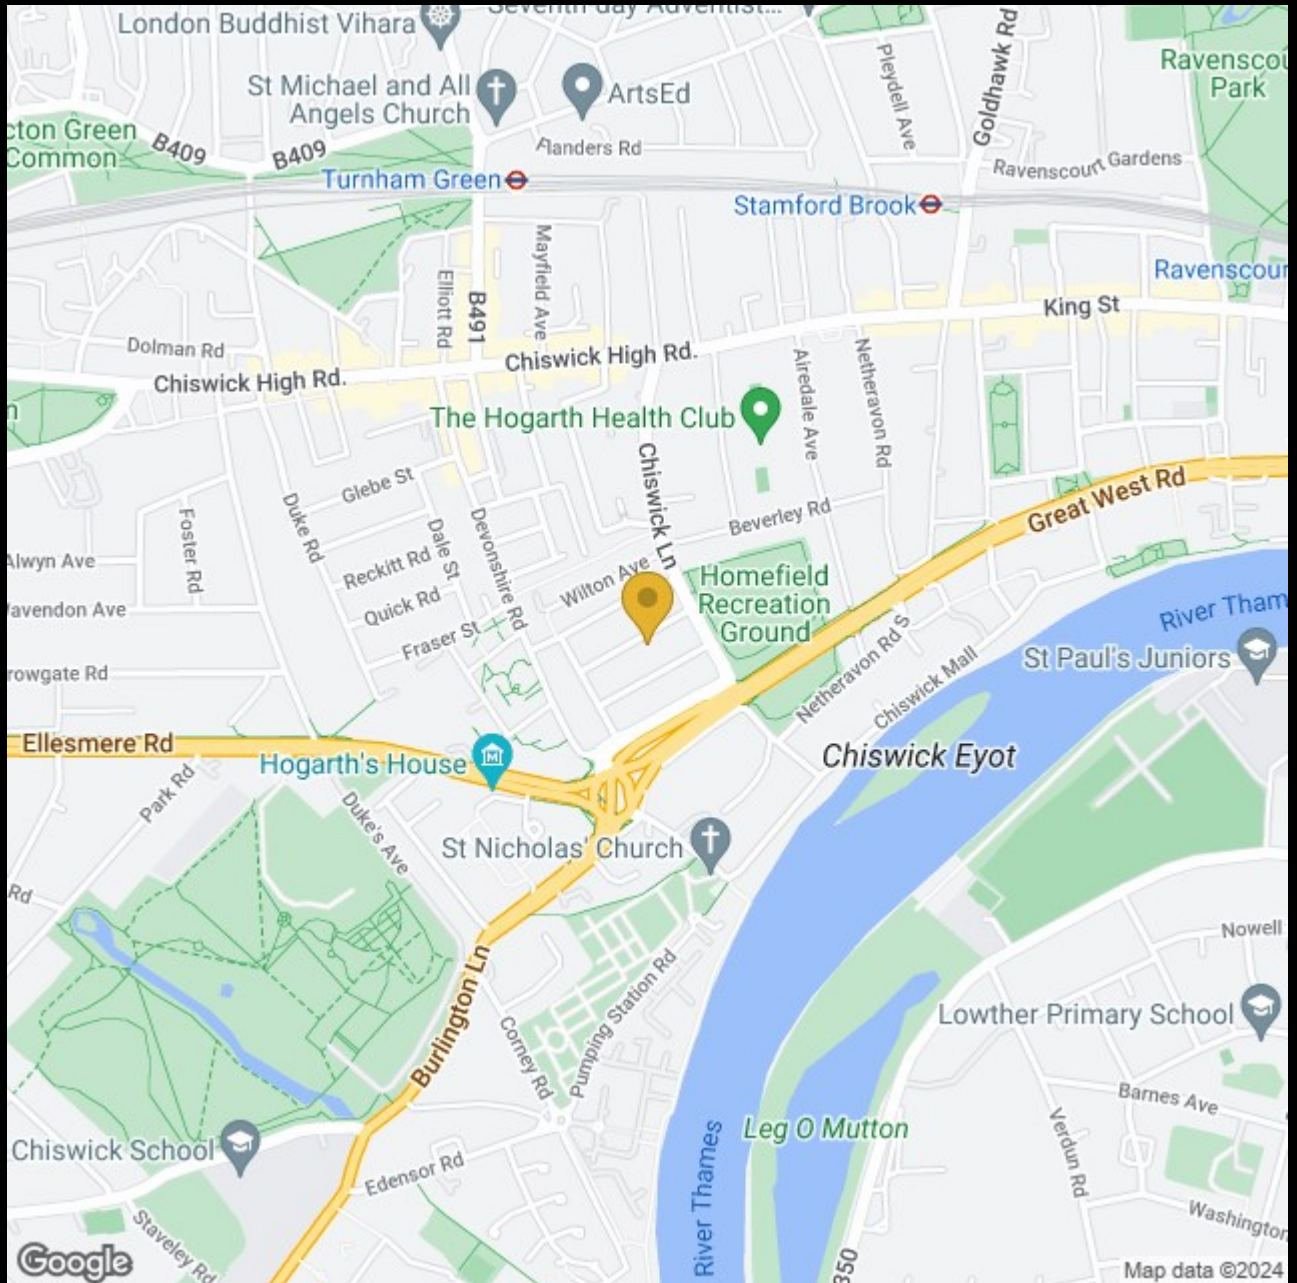 Seventh day Adventist...
London Buddhist Vihara
Goldhawk Rd
Pleydell Ave
Ravenscou
Park
St Michael and All
Angels Church
ArtsEd
cton Green
Common
B409
B409
Flanders Rd
Ravenscourt Gardens
Turnham Green
Stamford Brook
Mayfield Ave
Elliott Rd
B491
Ravenscour
King St
Dolman Rd
Chiswick High Rd.
Chiswick High Rd.
Airedale Ave
Netheravon Rd
n
The Hogarth Health Club
Chiswick Ln
Glebe St
Great West Rd
Duke Rd
Foster Rd
Dale St
Devonshire Rd
Beverley Rd
Alwyn Ave
Reckitt Rd
Wilton Ave
Homefield
Recreation
Ground
Quick Rd
avendon Ave
River Tham
Fraser St
Netheravon Rd S
Chiswick Mall
St Paul's Juniors
rowgate Rd
Ellesmere Rd
Hogarth's House
Chiswick Eyot
Park Rd
Duke's Ave
St Nicholas' Church
Rd
Nowell
Burlington Ln
Pumping Station Rd
Corney Rd
Lowther Primary School
Barnes Ave
Verdun Rd
Leg O Mutton
Chiswick School
River Thames
Edensor Rd
Staveley Rd
Washington
350
Google
Map data ©2024